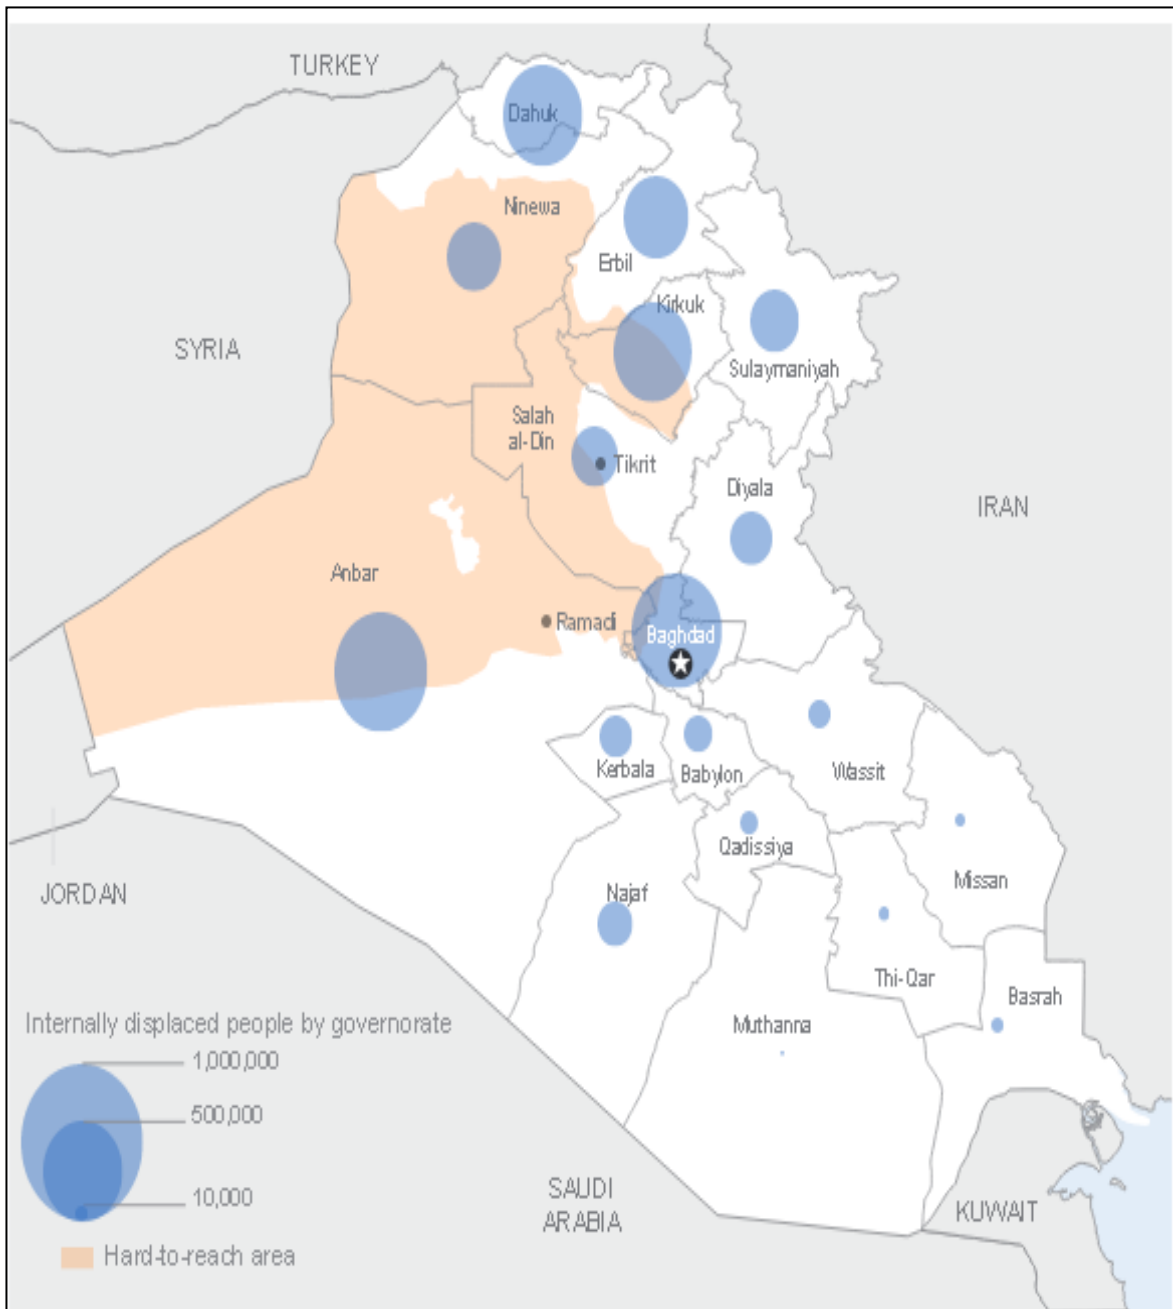 TURKEY
Dahuk
Ninewa
Erbil
Kirkuk
SYRIA
Sulaymaniyah
Salah
al-Din
Tikrit
Diyala
IRAN
Anbar
Ramadi
Baghdad
Kerbala
Babylon
Wassit
Qadissiya
Missan
JORDAN
Najaf
Thi-Qar
Basrah
Muthanna
Internally displaced people by governorate
1,000,000
500,000
10,000
SAUDI
ARABIA
KUWAIT
Hard-to-reach area